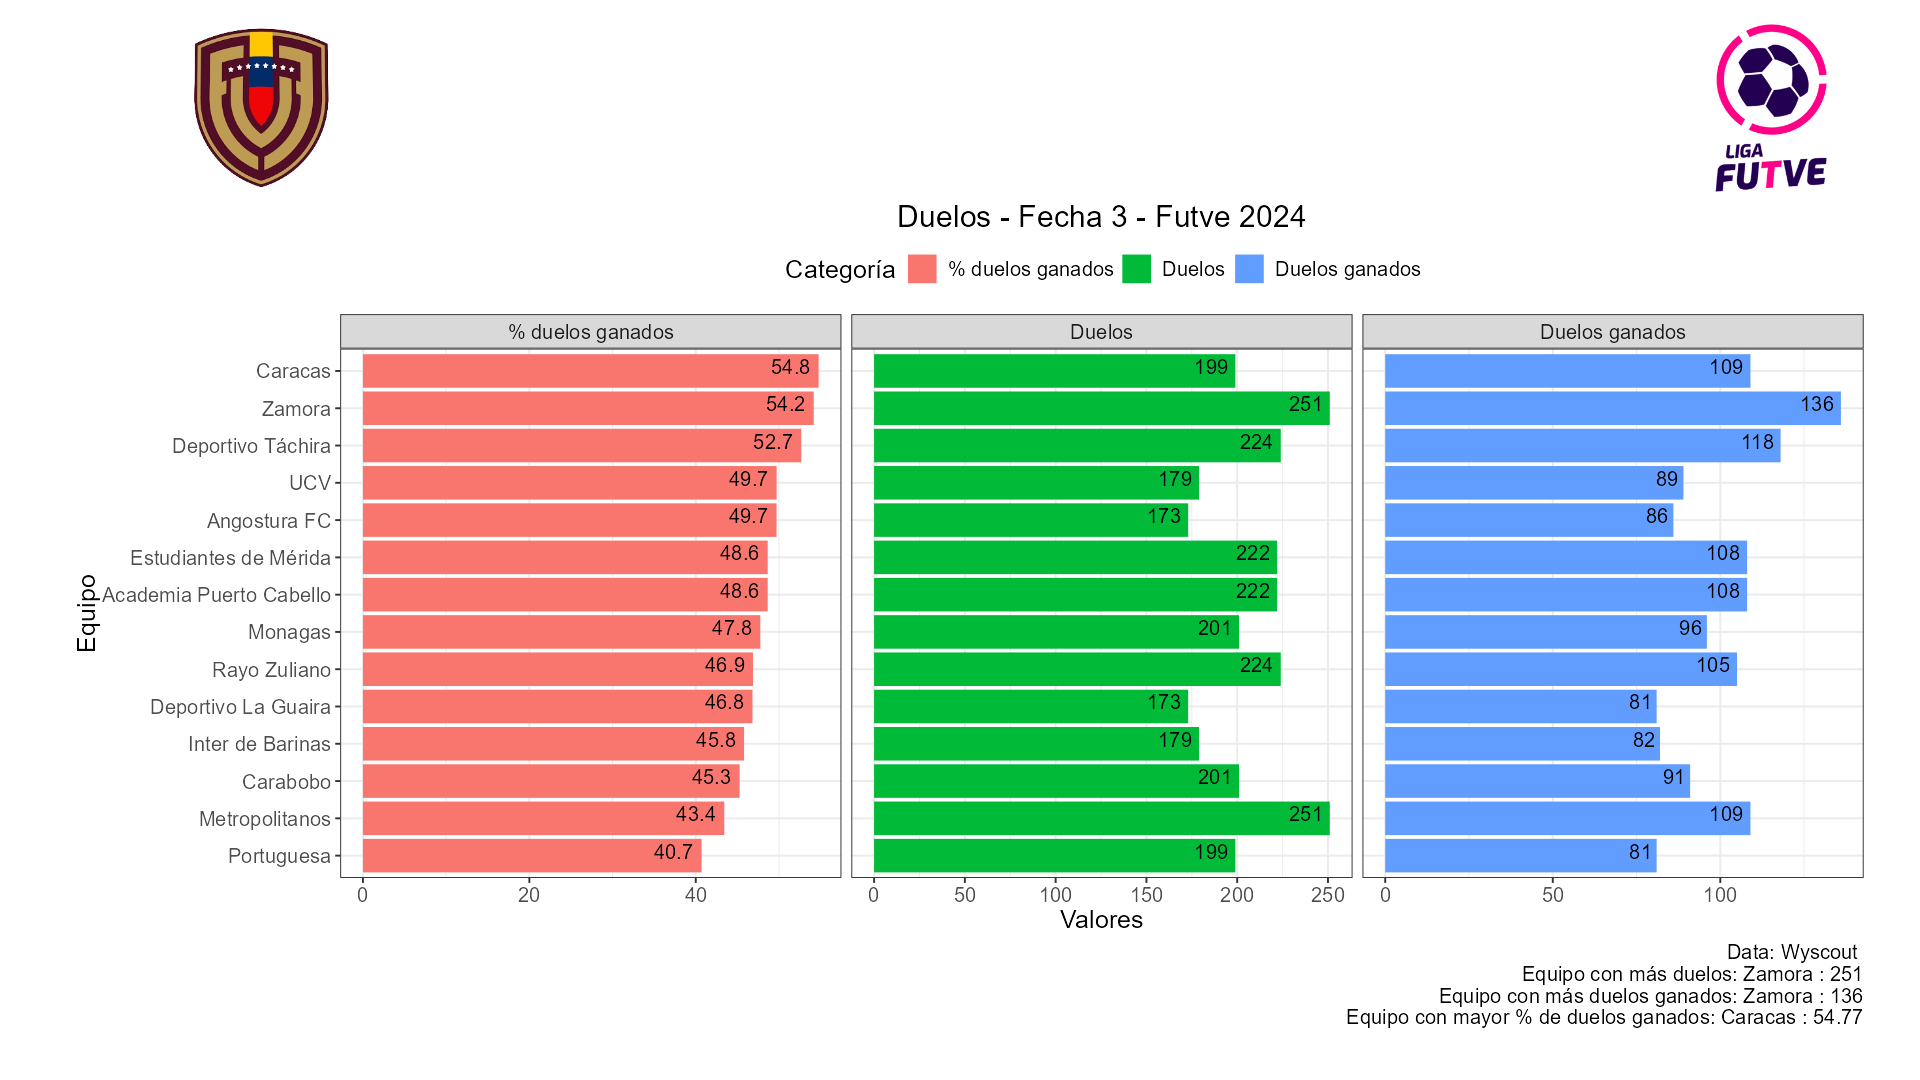 LIGA
FUTVE
Duelos - Fecha 3 - Futve 2024
Categoría % duelos ganados Duelos Duelos ganados
% duelos ganados Duelos Duelos ganados
Equipo
Caracas 54.8 199 109
Zamora 54.2 251 136
Deportivo Táchira 52.7 224 118
UCV 49.7 179 89
Angostura FC 49.7 173 86
Estudiantes de Mérida 48.6 222 108
Academia Puerto Cabello 48.6 222 108
Monagas 47.8 201 96
Rayo Zuliano 46.9 224 105
Deportivo La Guaira 46.8 173 81
Inter de Barinas 45.8 179 82
Carabobo 45.3 201 91
Metropolitanos 43.4 251 109
Portuguesa 40.7 199 81
0 20 40 0 50 100 150 200 250 0 50 100
Valores
Data: Wyscout
Equipo con más duelos: Zamora : 251
Equipo con más duelos ganados: Zamora : 136
Equipo con mayor % de duelos ganados: Caracas : 54.77